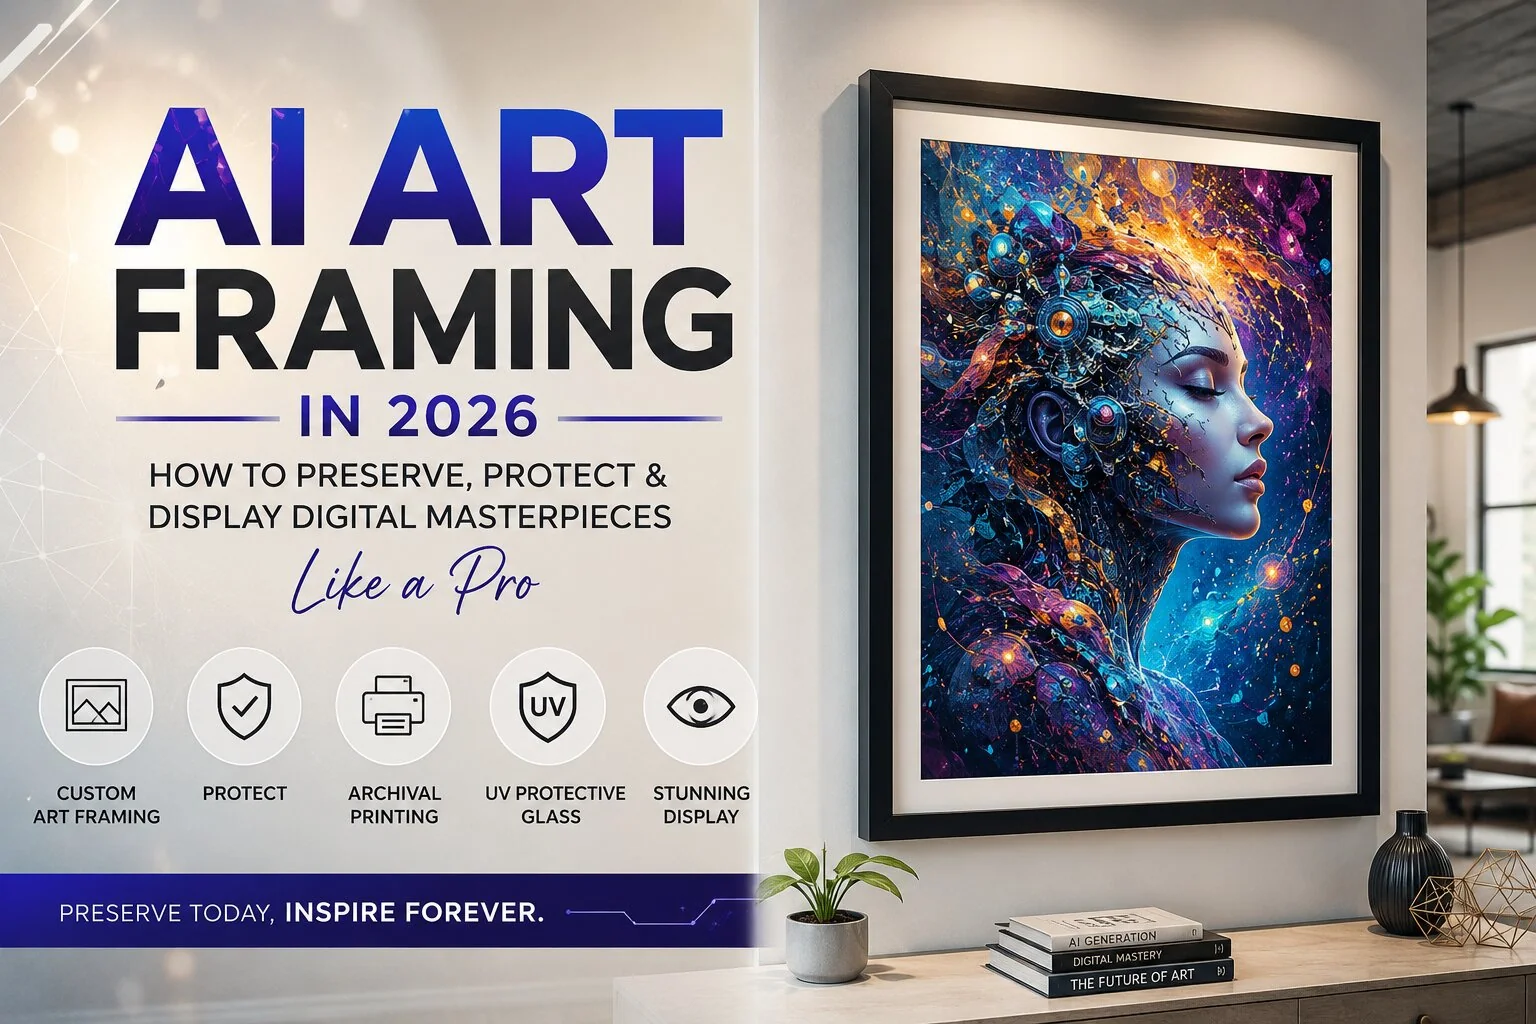 AI ART
FRAMING
IN 2026
HOW TO PRESERVE, PROTECT &
DISPLAY DIGITAL MASTERPIECES
Like a Pro
CUSTOM
ART FRAMING
PROTECT
ARCHIVAL
PRINTING
UV
UV PROTECTIVE
GLASS
STUNNING
DISPLAY
PRESERVE TODAY, INSPIRE FOREVER.
AI GENERATION
DIGITAL MASTERY
THE FUTURE OF ART